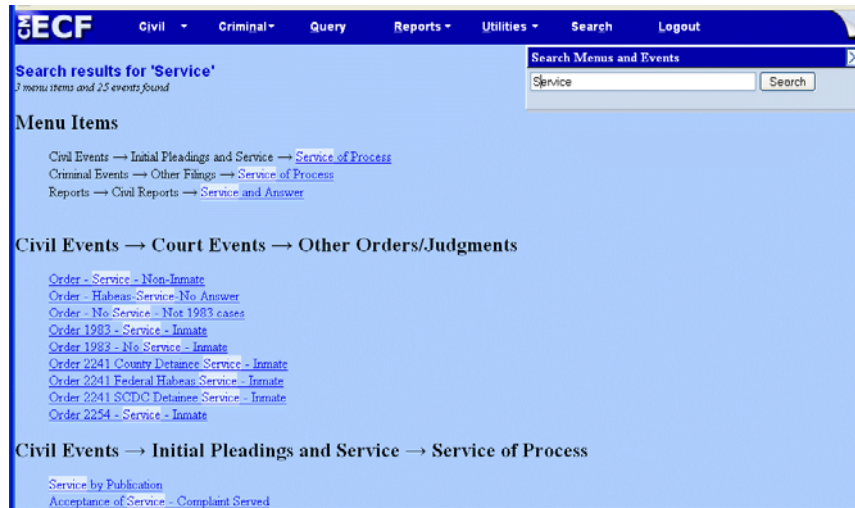 CM ECF Civil Criminal Query Reports Utilities Search Logout
Search Menus and Events
Service Search
Search results for 'Service'
3 menu items and 25 events found
Menu Items
Civil Events → Initial Pleadings and Service → Service of Process
Criminal Events → Other Filings → Service of Process
Reports → Civil Reports → Service and Answer
Civil Events → Court Events → Other Orders/Judgments
Order - Service - Non-Inmate
Order - Habeas-Service-No Answer
Order - No Service - Not 1983 cases
Order 1983 - Service - Inmate
Order 1983 - No Service - Inmate
Order 2241 County Detainee Service - Inmate
Order 2241 Federal Habeas Service - Inmate
Order 2241 SCDC Detainee Service - Inmate
Order 2254 - Service - Inmate
Civil Events → Initial Pleadings and Service → Service of Process
Service by Publication
Acceptance of Service - Complaint Served